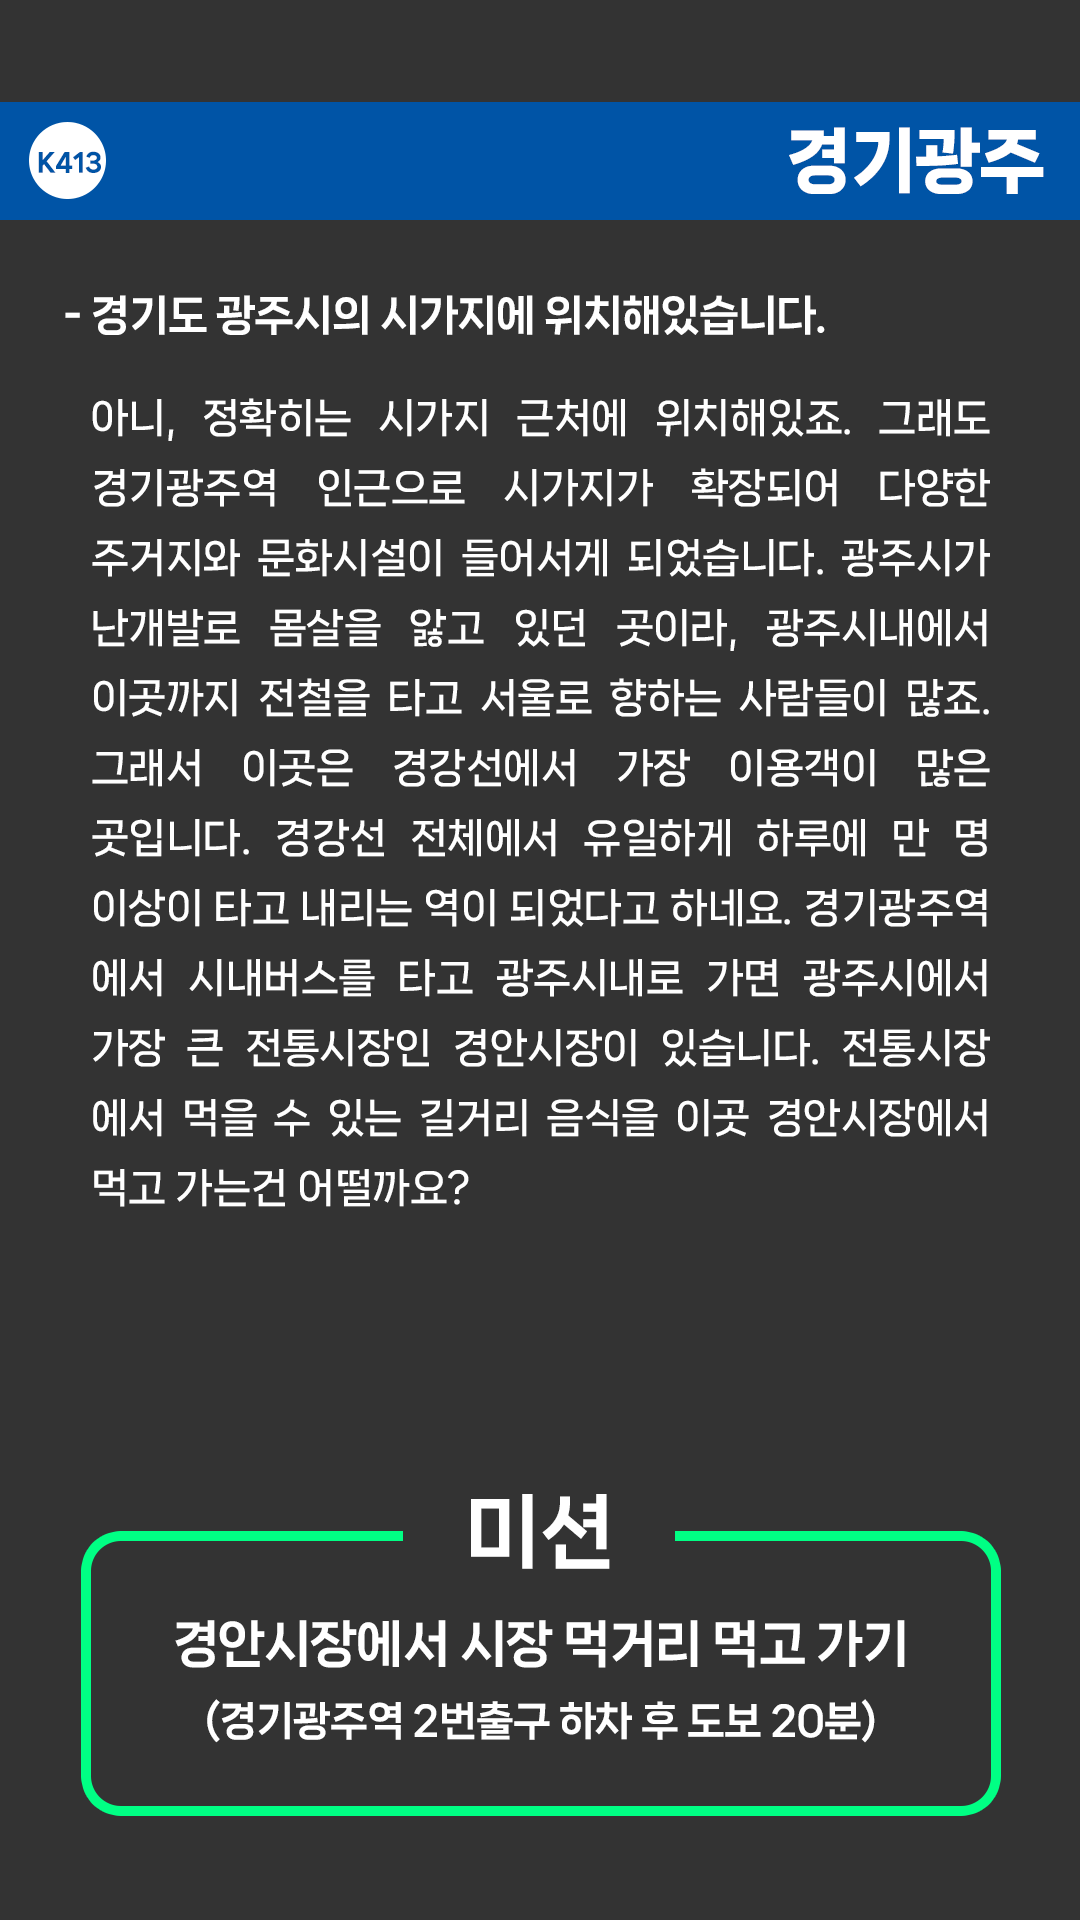 K413
경기광주
- 경기도 광주시의 시가지에 위치해있습니다.
아니, 정확히는 시가지 근처에 위치해있죠. 그래도
경기광주역 인근으로 시가지가 확장되어 다양한
주거지와 문화시설이 들어서게 되었습니다. 광주시가
난개발로 몸살을 앓고 있던 곳이라, 광주시내에서
이곳까지 전철을 타고 서울로 향하는 사람들이 많죠.
그래서 이곳은 경강선에서 가장 이용객이 많은
곳입니다. 경강선 전체에서 유일하게 하루에 만 명
이상이 타고 내리는 역이 되었다고 하네요. 경기광주역
에서 시내버스를 타고 광주시내로 가면 광주시에서
가장 큰 전통시장인 경안시장이 있습니다. 전통시장
에서 먹을 수 있는 길거리 음식을 이곳 경안시장에서
먹고 가는건 어떨까요?
미션
경안시장에서 시장 먹거리 먹고 가기
(경기광주역 2번출구 하차 후 도보 20분)